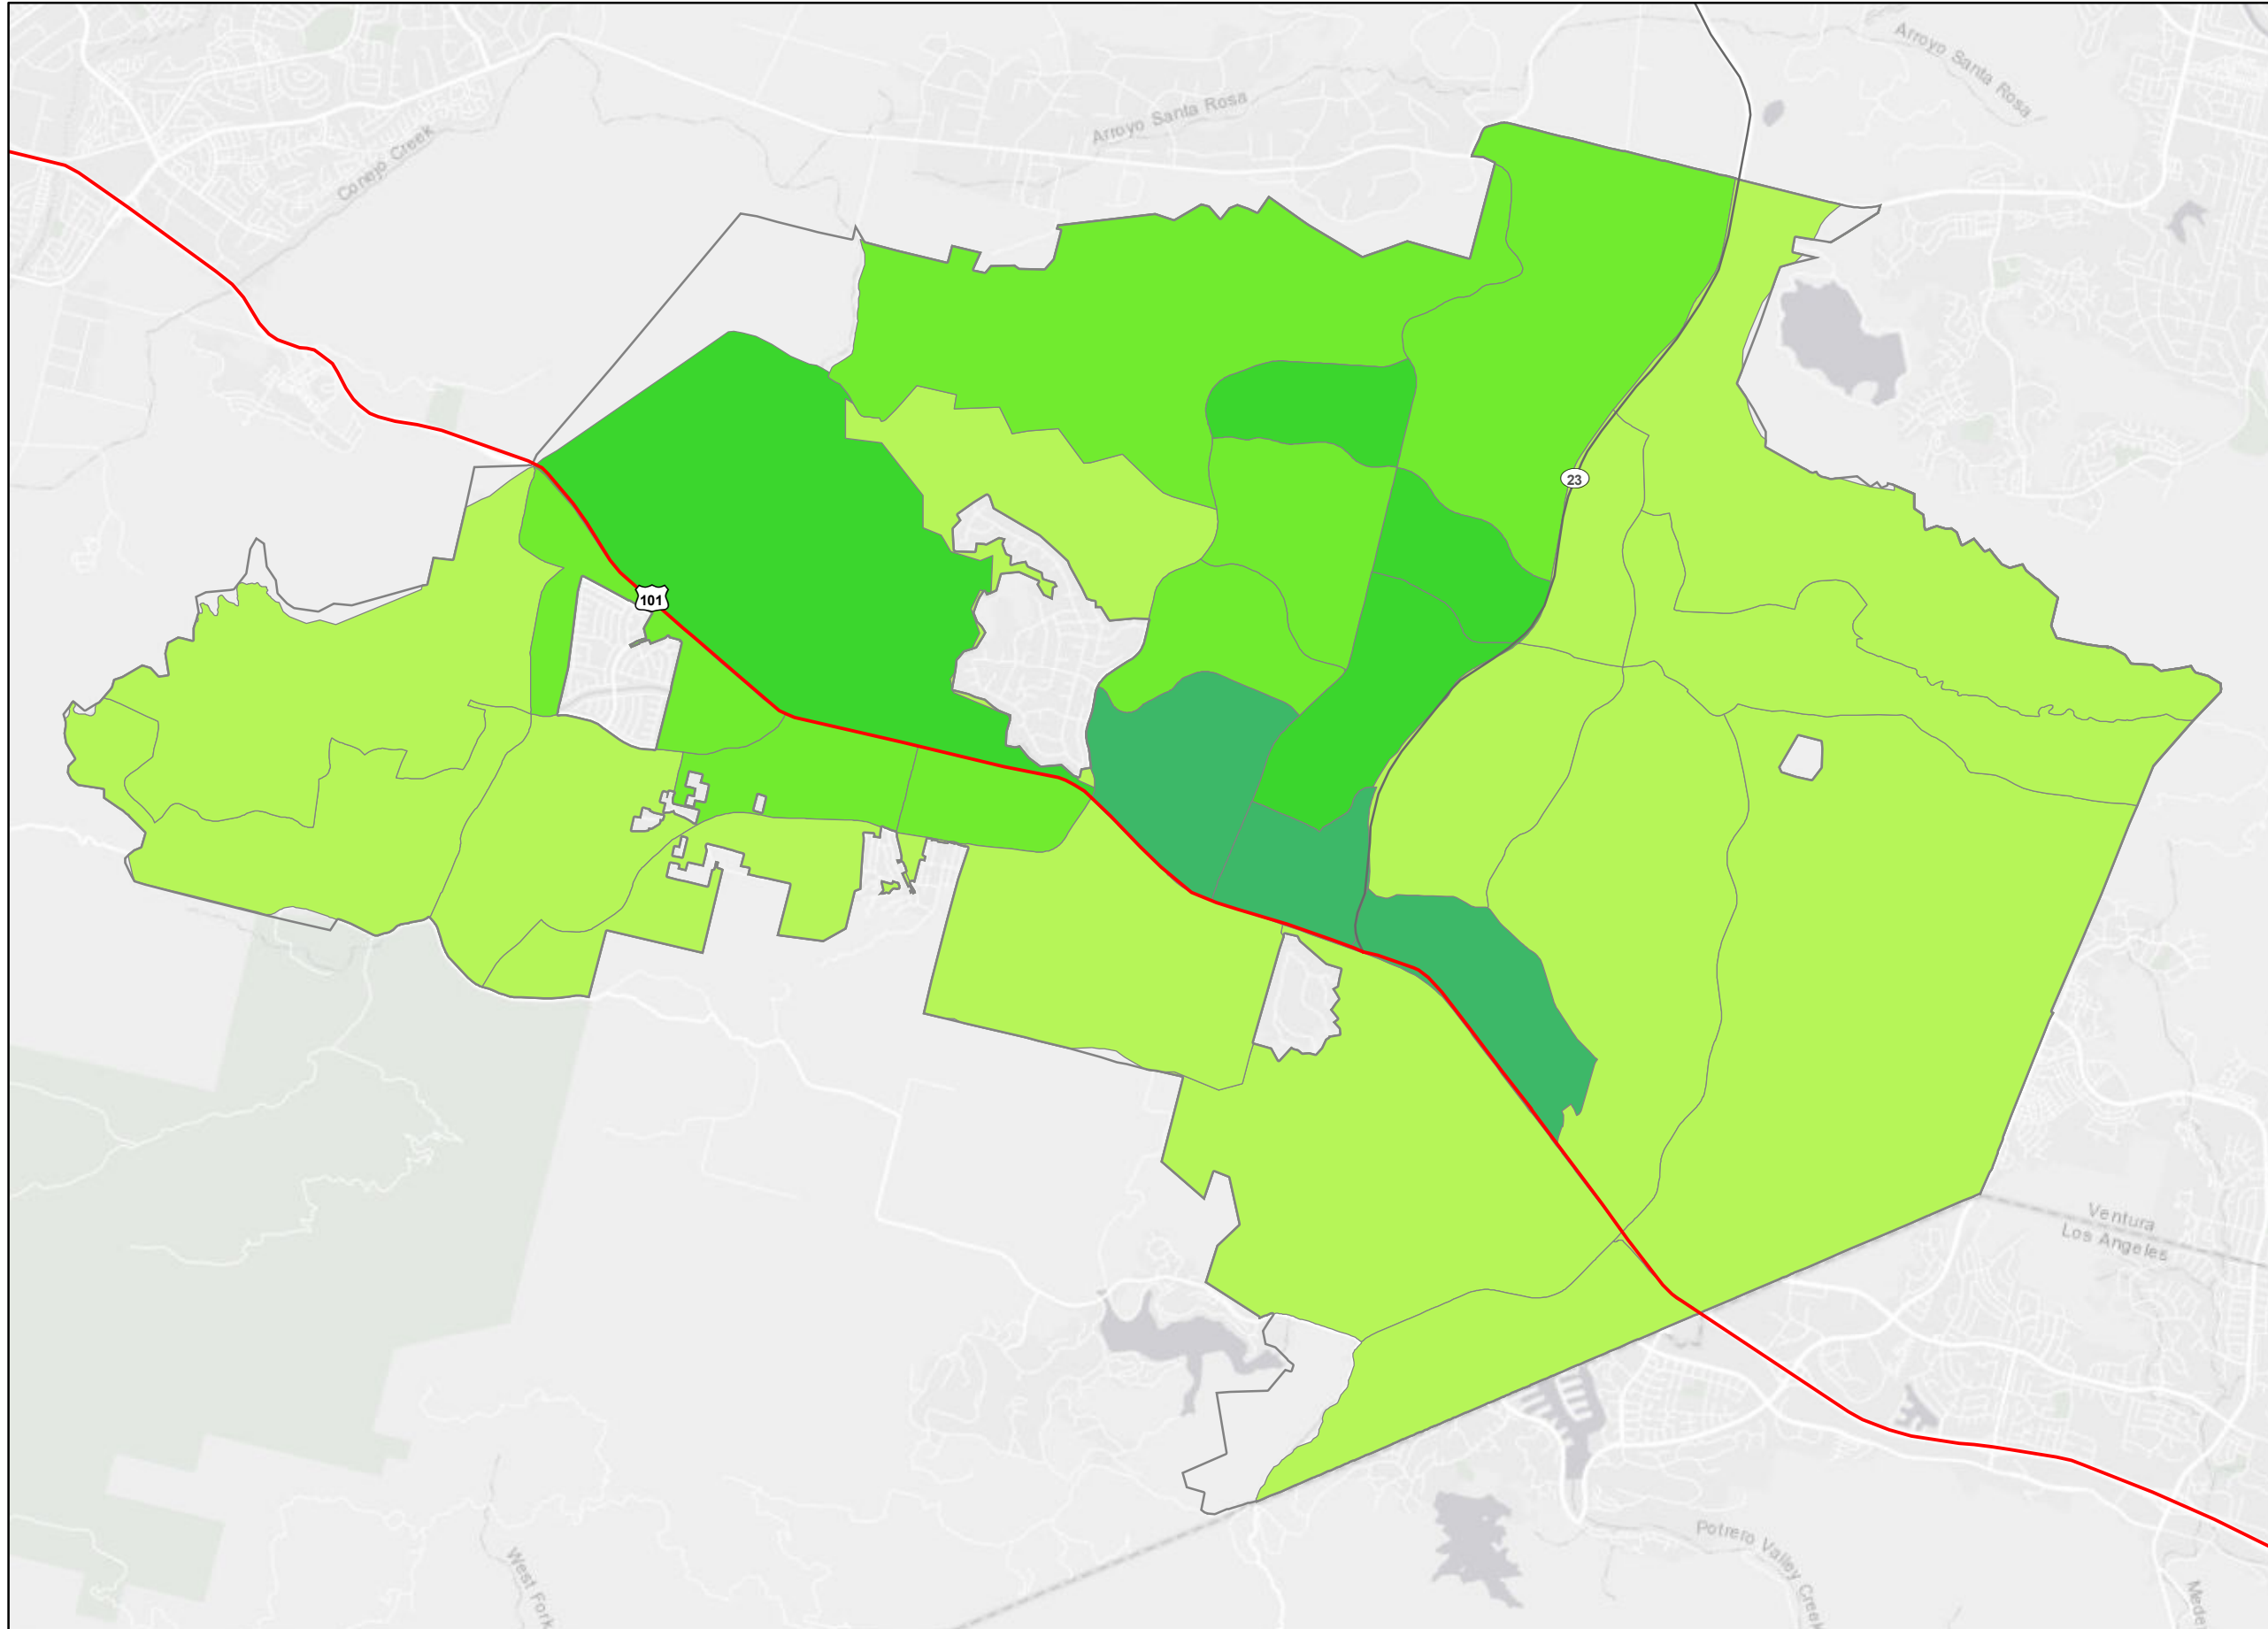 Arroyo Santa Rosa
Arroyo Santa Rosa
Conejo Creek
23
101
Ventura
Los Angeles
Potrero Valley Creek
West Fork